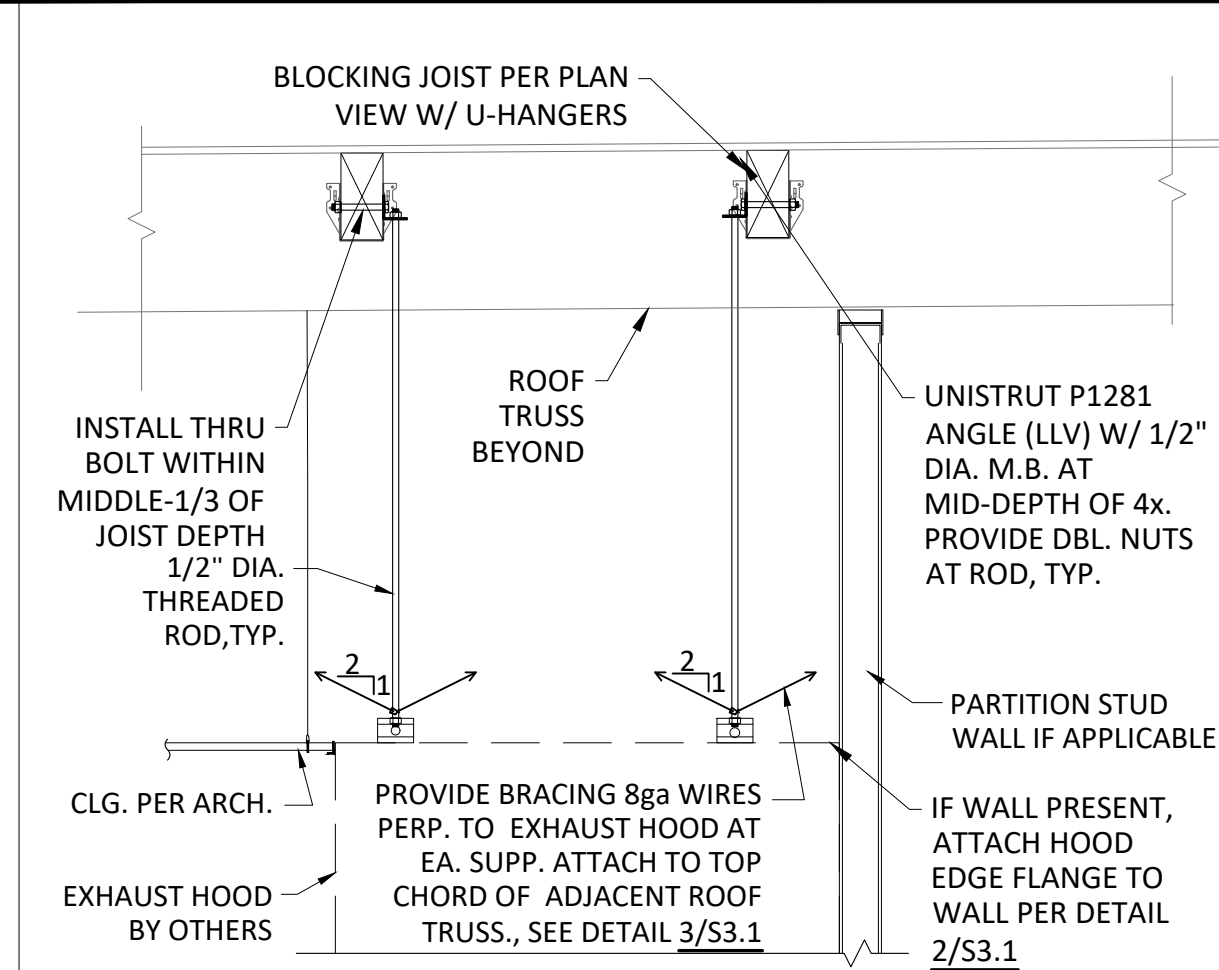 BLOCKING JOIST PER PLAN
VIEW W/ U-HANGERS
ROOF
TRUSS
BEYOND
INSTALL THRU
BOLT WITHIN
MIDDLE-1/3 OF
JOIST DEPTH
1/2" DIA.
THREADED
ROD,TYP.
UNISTRUT P1281
ANGLE (LLV) W/ 1/2"
DIA. M.B. AT
MID-DEPTH OF 4x.
PROVIDE DBL. NUTS
AT ROD, TYP.
2
1
2
1
PARTITION STUD
WALL IF APPLICABLE
CLG. PER ARCH.
EXHAUST HOOD
BY OTHERS
PROVIDE BRACING 8ga WIRES
PERP. TO EXHAUST HOOD AT
EA. SUPP. ATTACH TO TOP
CHORD OF ADJACENT ROOF
TRUSS., SEE DETAIL 3/S3.1
IF WALL PRESENT,
ATTACH HOOD
EDGE FLANGE TO
WALL PER DETAIL
2/S3.1